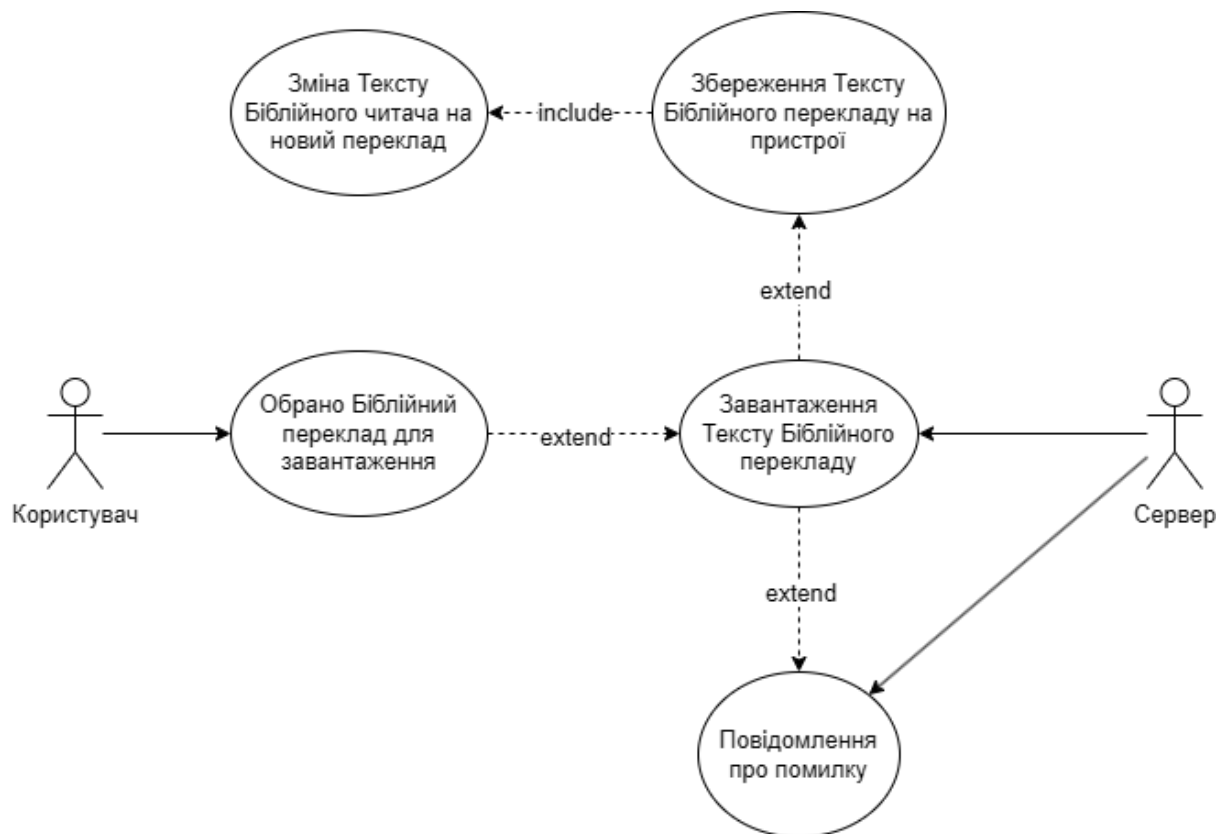 Зміна Тексту
Біблійного читача на
новий переклад
include
Збереження Тексту
Біблійного перекладу на
пристрої
extend
Користувач
Обрано Біблійний
переклад для
завантаження
extend
Завантаження
Тексту Біблійного
перекладу
Сервер
extend
Повідомлення
про помилку